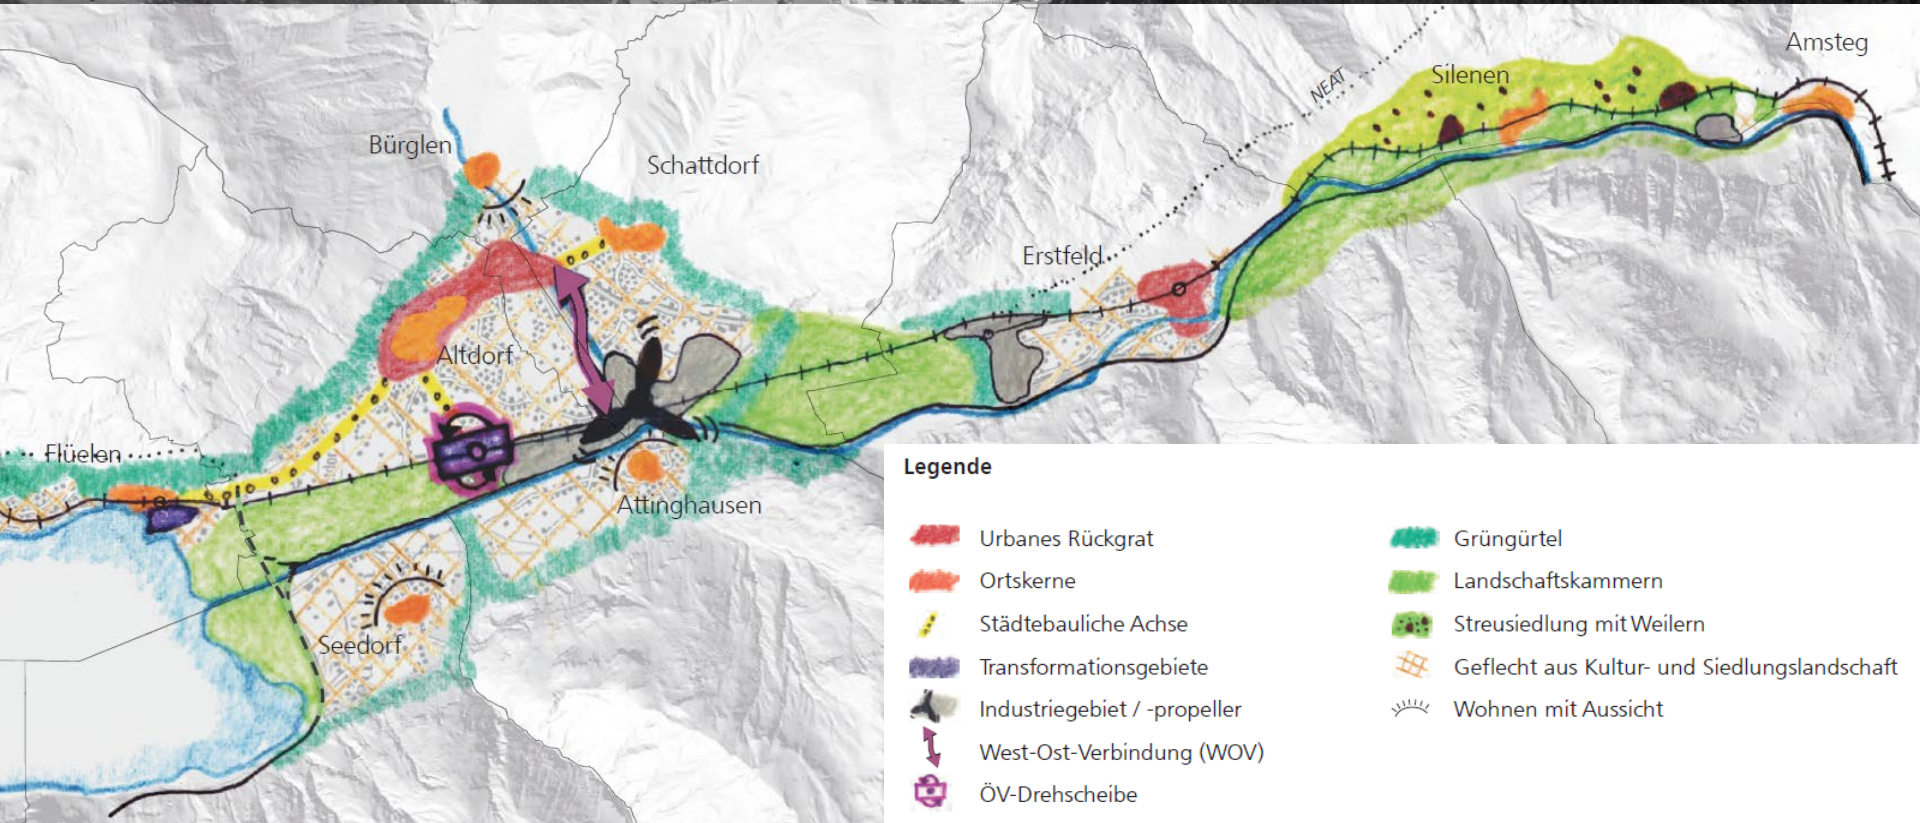 Amsteg
Silenen
NEAT
Bürglen
Schattdorf
Erstfeld
Altdorf
Flüelen
Attinghausen
Seedorf
Legende
Urbanes Rückgrat
Ortskerne
Städtebauliche Achse
Transformationsgebiete
Industriegebiet / -propeller
West-Ost-Verbindung (WOV)
ÖV-Drehscheibe
Grüngürtel
Landschaftskammern
Streusiedlung mit Weilern
Geflecht aus Kultur- und Siedlungslandschaft
Wohnen mit Aussicht